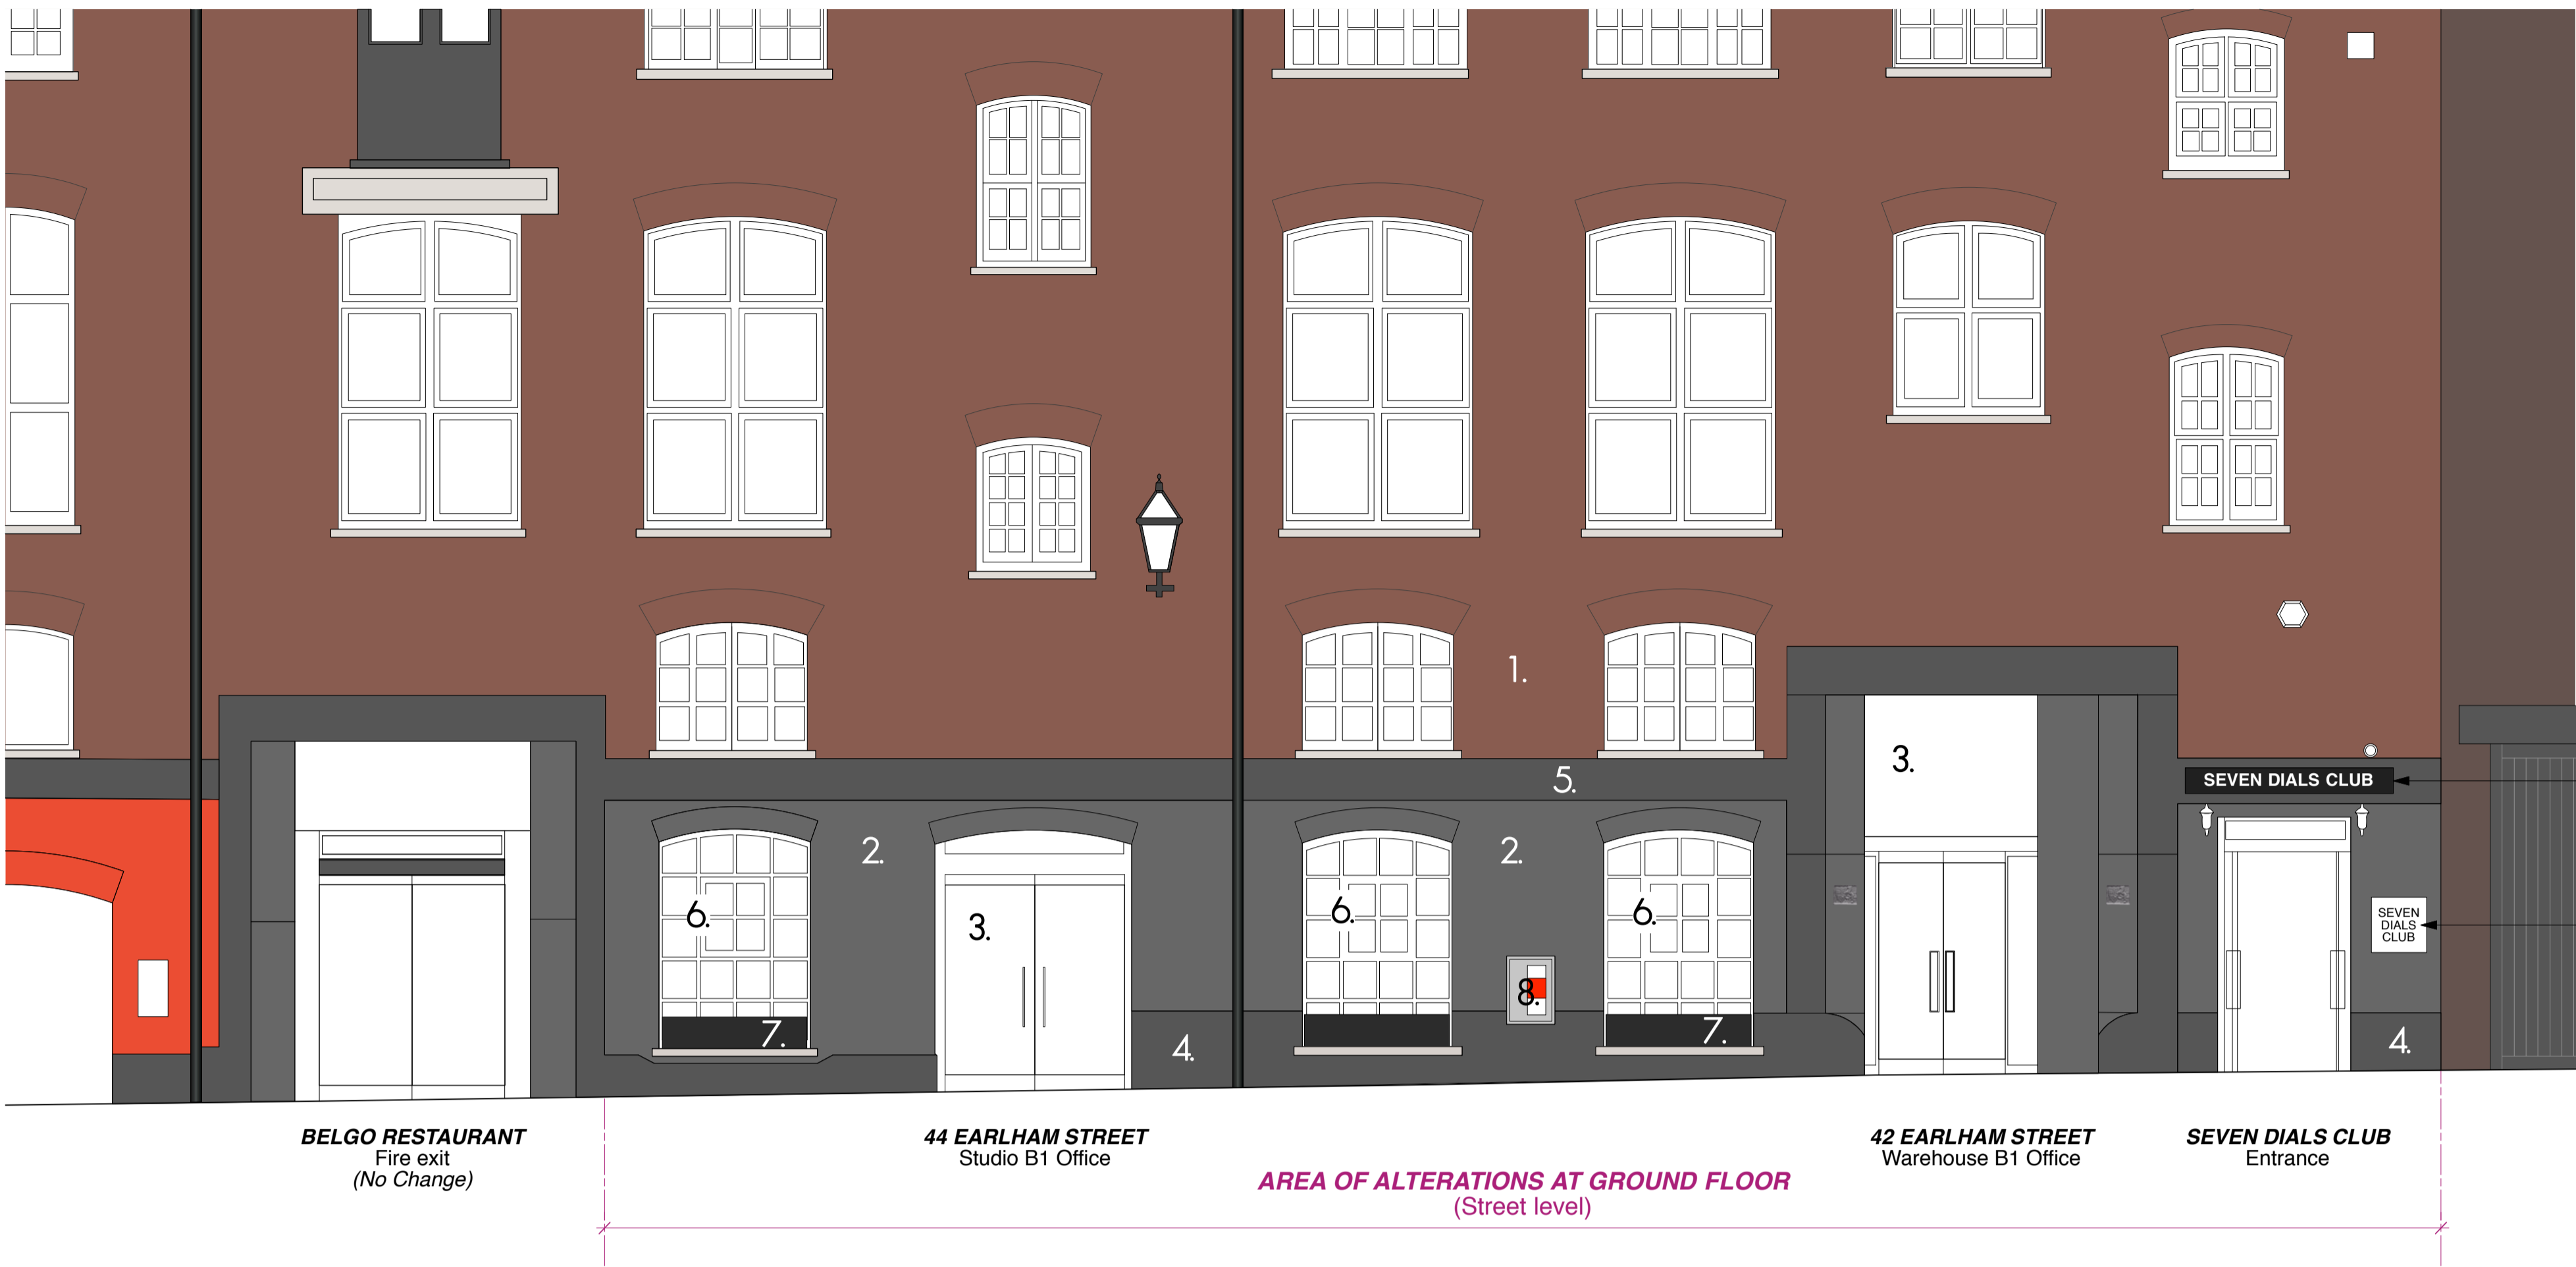 1.
3.
5.
SEVEN DIALS CLUB
2.
2.
6.
6.
6.
3.
SEVEN
DIALS
CLUB
8.
7.
7.
4.
4.
BELGO RESTAURANT
Fire exit
(No Change)
44 EARLHAM STREET
Studio B1 Office
42 EARLHAM STREET
Warehouse B1 Office
SEVEN DIALS CLUB
Entrance
AREA OF ALTERATIONS AT GROUND FLOOR
(Street level)